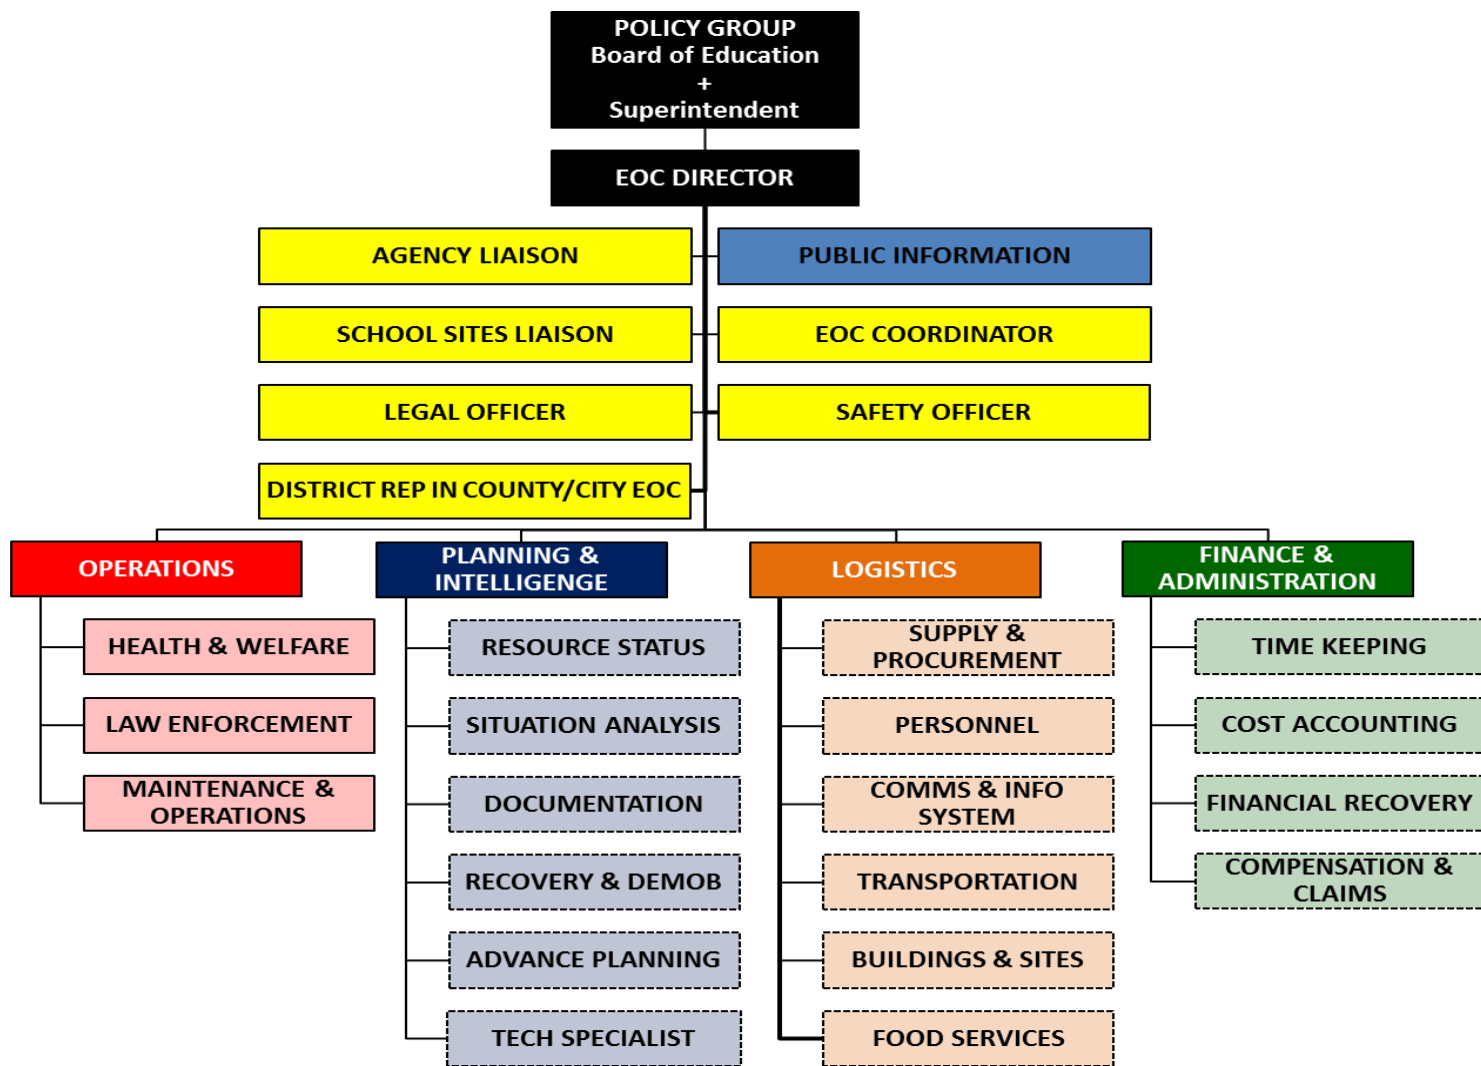 POLICY GROUP
Board of Education
+
Superintendent
EOC DIRECTOR
AGENCY LIAISON
PUBLIC INFORMATION
SCHOOL SITES LIAISON
EOC COORDINATOR
LEGAL OFFICER
SAFETY OFFICER
DISTRICT REP IN COUNTY/CITY EOC
OPERATIONS
HEALTH & WELFARE
LAW ENFORCEMENT
MAINTENANCE &
OPERATIONS
PLANNING &
INTELLIGENGE
RESOURCE STATUS
SITUATION ANALYSIS
DOCUMENTATION
RECOVERY & DEMOB
ADVANCE PLANNING
TECH SPECIALIST
LOGISTICS
SUPPLY &
PROCUREMENT
PERSONNEL
COMMS & INFO
SYSTEM
TRANSPORTATION
BUILDINGS & SITES
FOOD SERVICES
FINANCE &
ADMINISTRATION
TIME KEEPING
COST ACCOUNTING
FINANCIAL RECOVERY
COMPENSATION &
CLAIMS